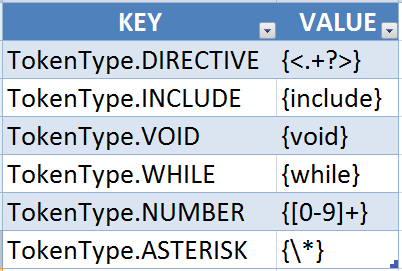 KEY VALUE
TokenType.DIRECTIVE {<.+?>}
TokenType.INCLUDE {include}
TokenType.VOID {void}
TokenType.WHILE {while}
TokenType.NUMBER {[0-9]+}
TokenType.ASTERISK {\*}